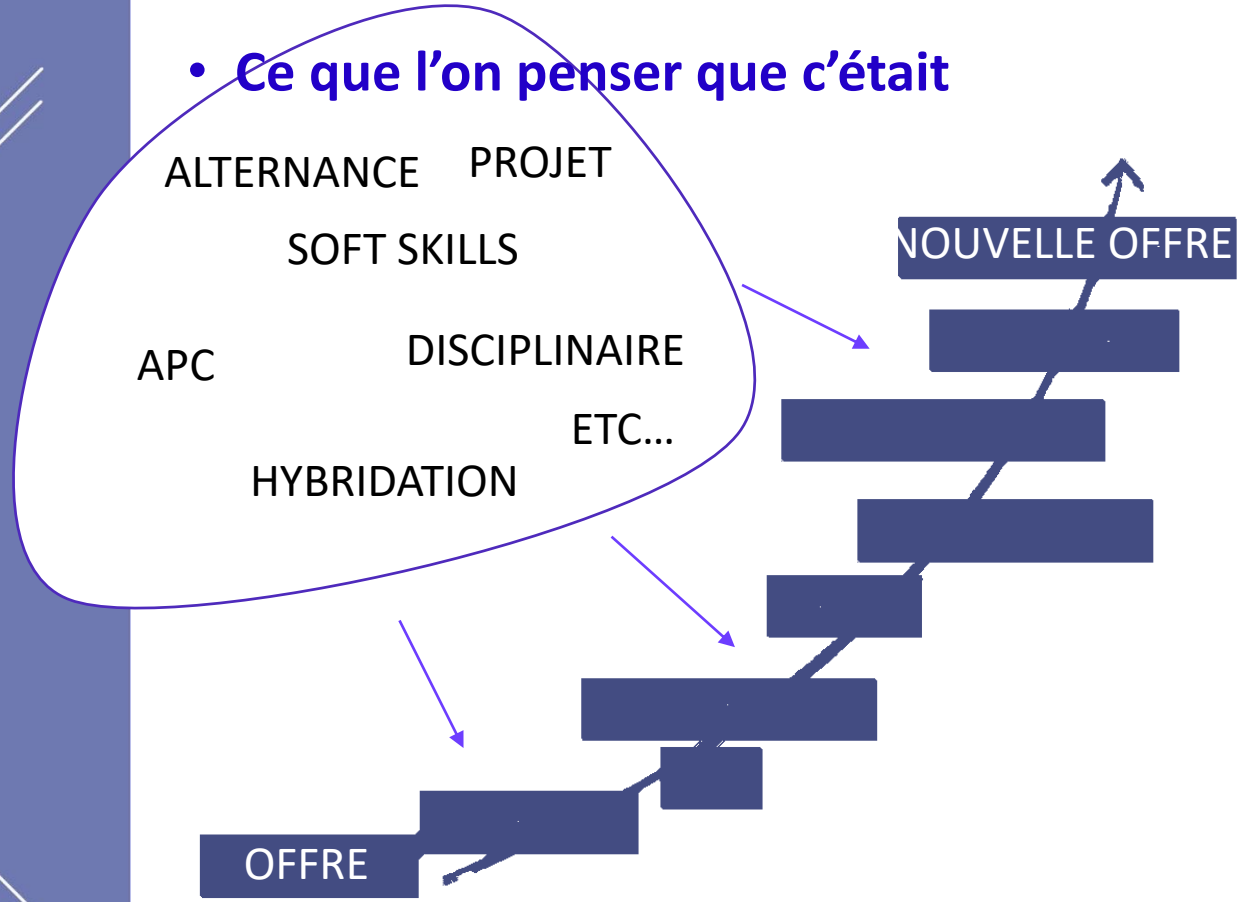 • Ce que l’on penser que c’était
ALTERNANCE
PROJET
SOFT SKILLS
APC
DISCIPLINAIRE
ETC…
HYBRIDATION
NOUVELLE OFFRE
OFFRE